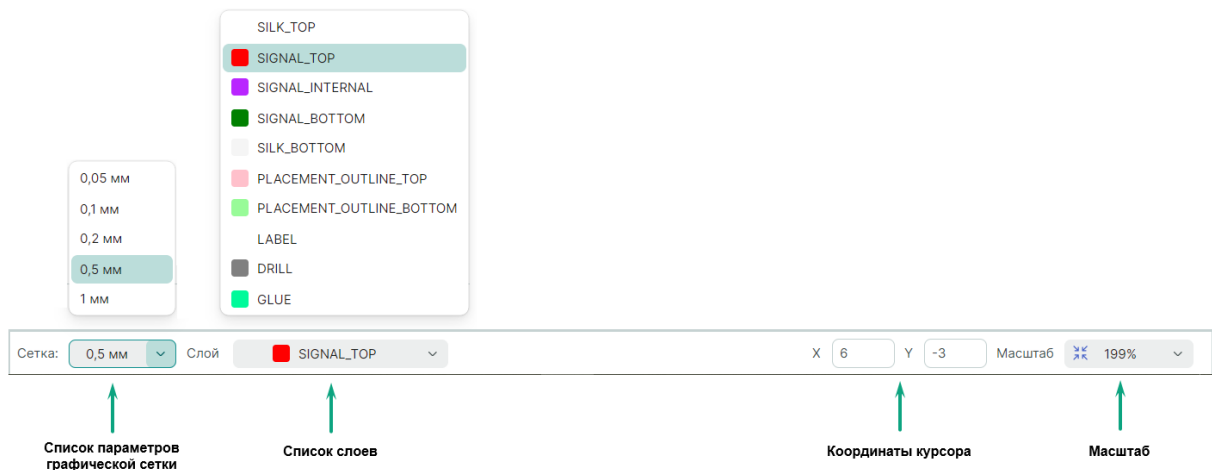 SILK_TOP
SIGNAL_TOP
SIGNAL_INTERNAL
SIGNAL_BOTTOM
SILK_BOTTOM
PLACEMENT_OUTLINE_TOP
PLACEMENT_OUTLINE_BOTTOM
LABEL
DRILL
GLUE
0,05 мм
0,1 мм
0,2 мм
0,5 мм
1 мм
Сетка: 0,5 мм Слой SIGNAL_TOP X 6 Y -3 Масштаб 199%
Список параметров
графической сетки
Список слоев
Координаты курсора
Масштаб